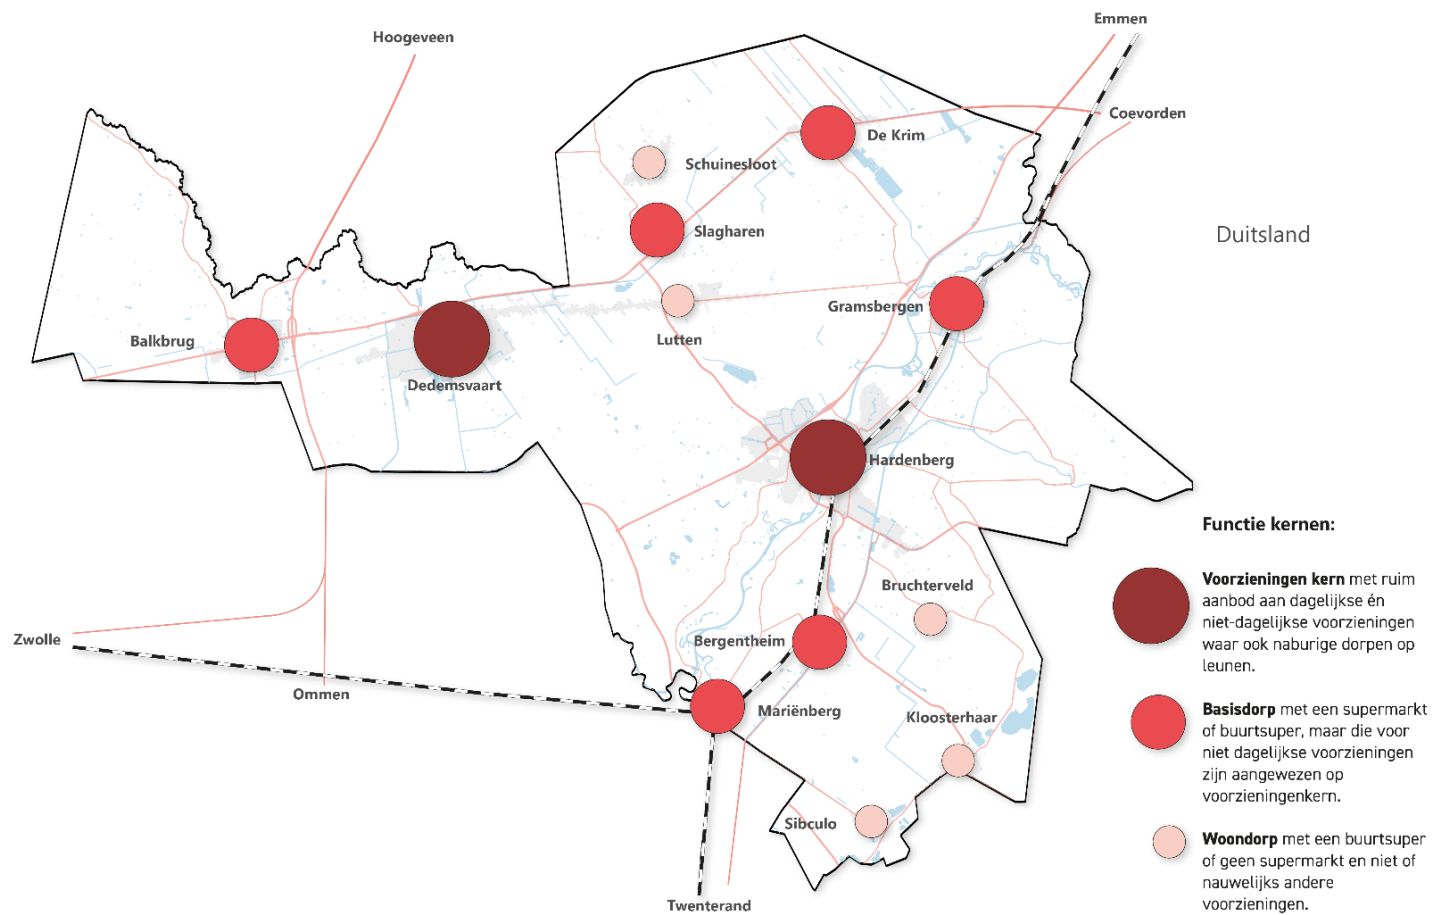 Emmen
Hoogeveen
Coevorden
De Krim
Schuinesloot
Slagharen
Duitsland
Gramsbergen
Balkbrug
Lutten
Dedemsvaart
Hardenberg
Functie kernen:
Voorzieningen kern met ruim
aanbod aan dagelijkse én
niet-dagelijkse voorzieningen
waar ook naburige dorpen op
leunen.
Bruchterveld
Zwolle
Bergentheim
Ommen
Mariënberg
Kloosterhaar
Basisdorp met een supermarkt
of buurtsuper, maar die voor
niet dagelijkse voorzieningen
zijn aangewezen op
voorzieningenkern.
Sibculo
Woondorp met een buurtsuper
of geen supermarkt en niet of
nauwelijks andere
voorzieningen.
Twenterand